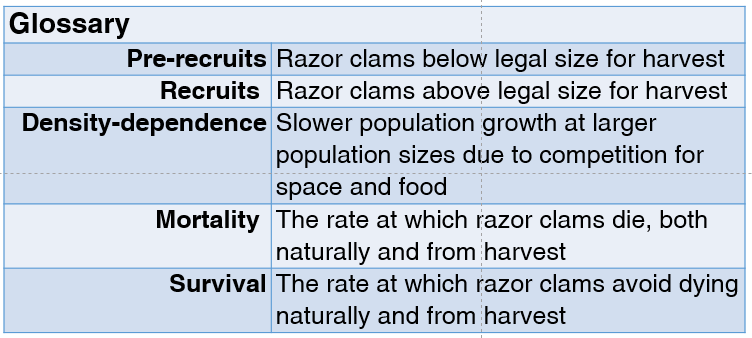 Glossary
Pre-recruits Razor clams below legal size for harvest
Recruits Razor clams above legal size for harvest
Density-dependence Slower population growth at larger
population sizes due to competition for
space and food
Mortality The rate at which razor clams die, both
naturally and from harvest
Survival The rate at which razor clams avoid dying
naturally and from harvest